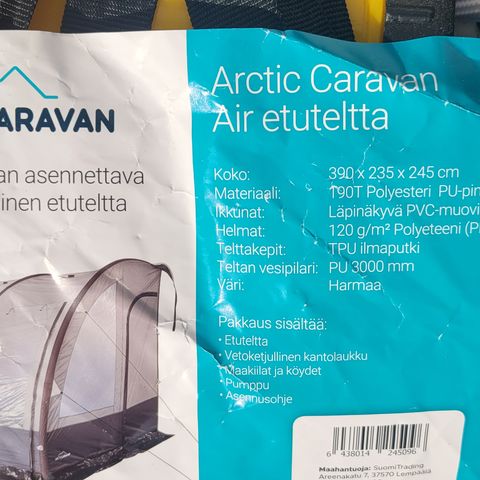 ARAVAN
an asennettava
inen etuteltta
Arctic Caravan
Air etuteltta
Koko: 390 x 235 x 245 cm
Materiaali: 190T Polyesteri PU-pin
Ikkunat: Läpinäkyvä PVC-muovi
Helmat: 120 g/m² Polyeteeni (P
Telttakepit: TPU ilmaputki
Teltan vesipilari: PU 3000 mm
Väri: Harmaa
Pakkaus sisältää:
• Etuteltta
• Vetoketjullinen kantolaukku
• Maakiilat ja köydet
• Pumppu
• Asennusohje
6 438014 245096
Maahantuoja: SuomiTrading
Areenakatu 7, 37570 Lempäälä